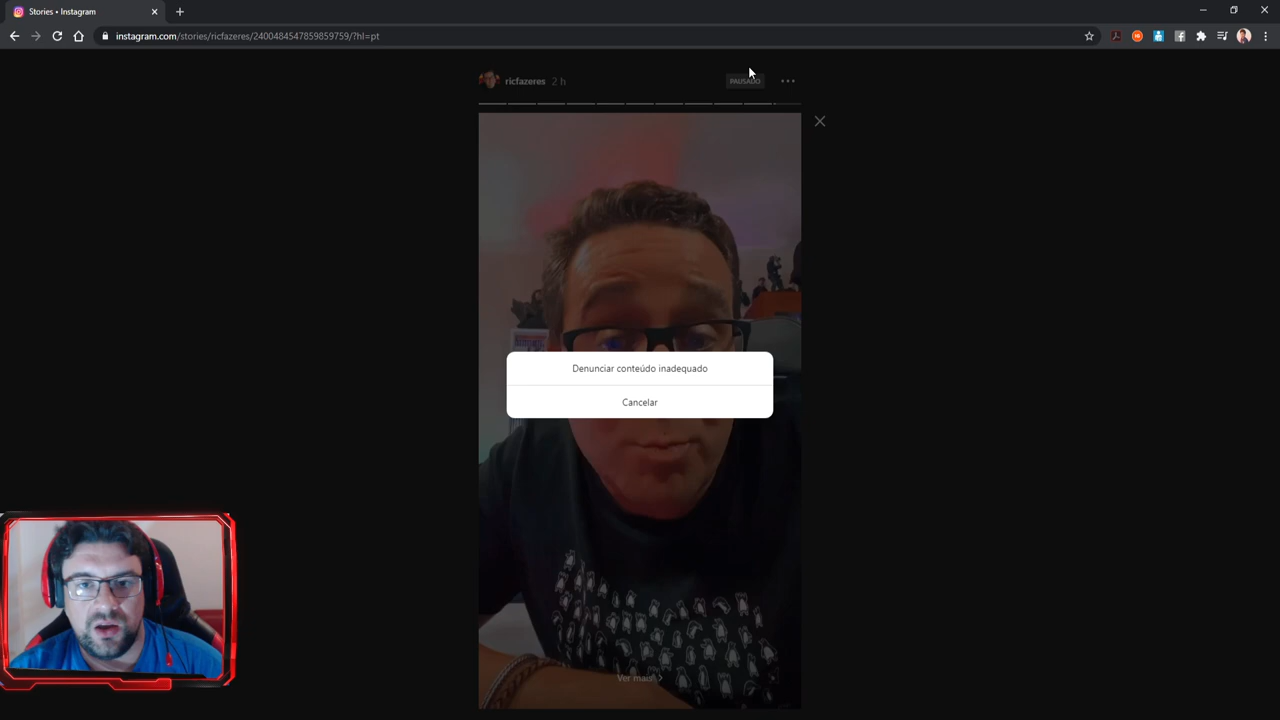 Stories • Instagram
instagram.com/stories/ricfazeres/2400484547859859759/?hl=pt
ricfazeres 2 h
PAUSADO
Denunciar conteúdo inadequado
Cancelar
Ver mais